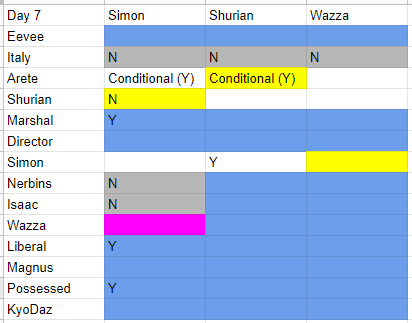 Day 7 Simon Shurian Wazza
Eevee
Italy N N N
Arete Conditional (Y) Conditional (Y)
Shurian N
Marshal Y
Director
Simon Y
Nerbins N
Isaac N
Wazza
Liberal Y
Magnus
Possessed Y
KyoDaz